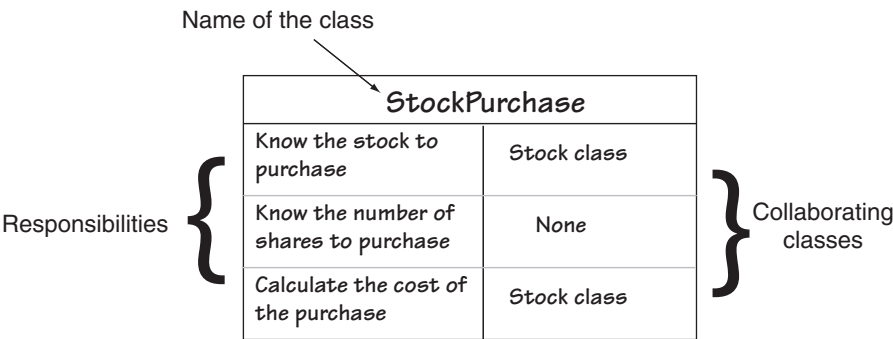 Name of the class
StockPurchase
Know the stock to
purchase
Stock class
Know the number of
shares to purchase
None
Calculate the cost of
the purchase
Stock class
Responsibilities
Collaborating
classes